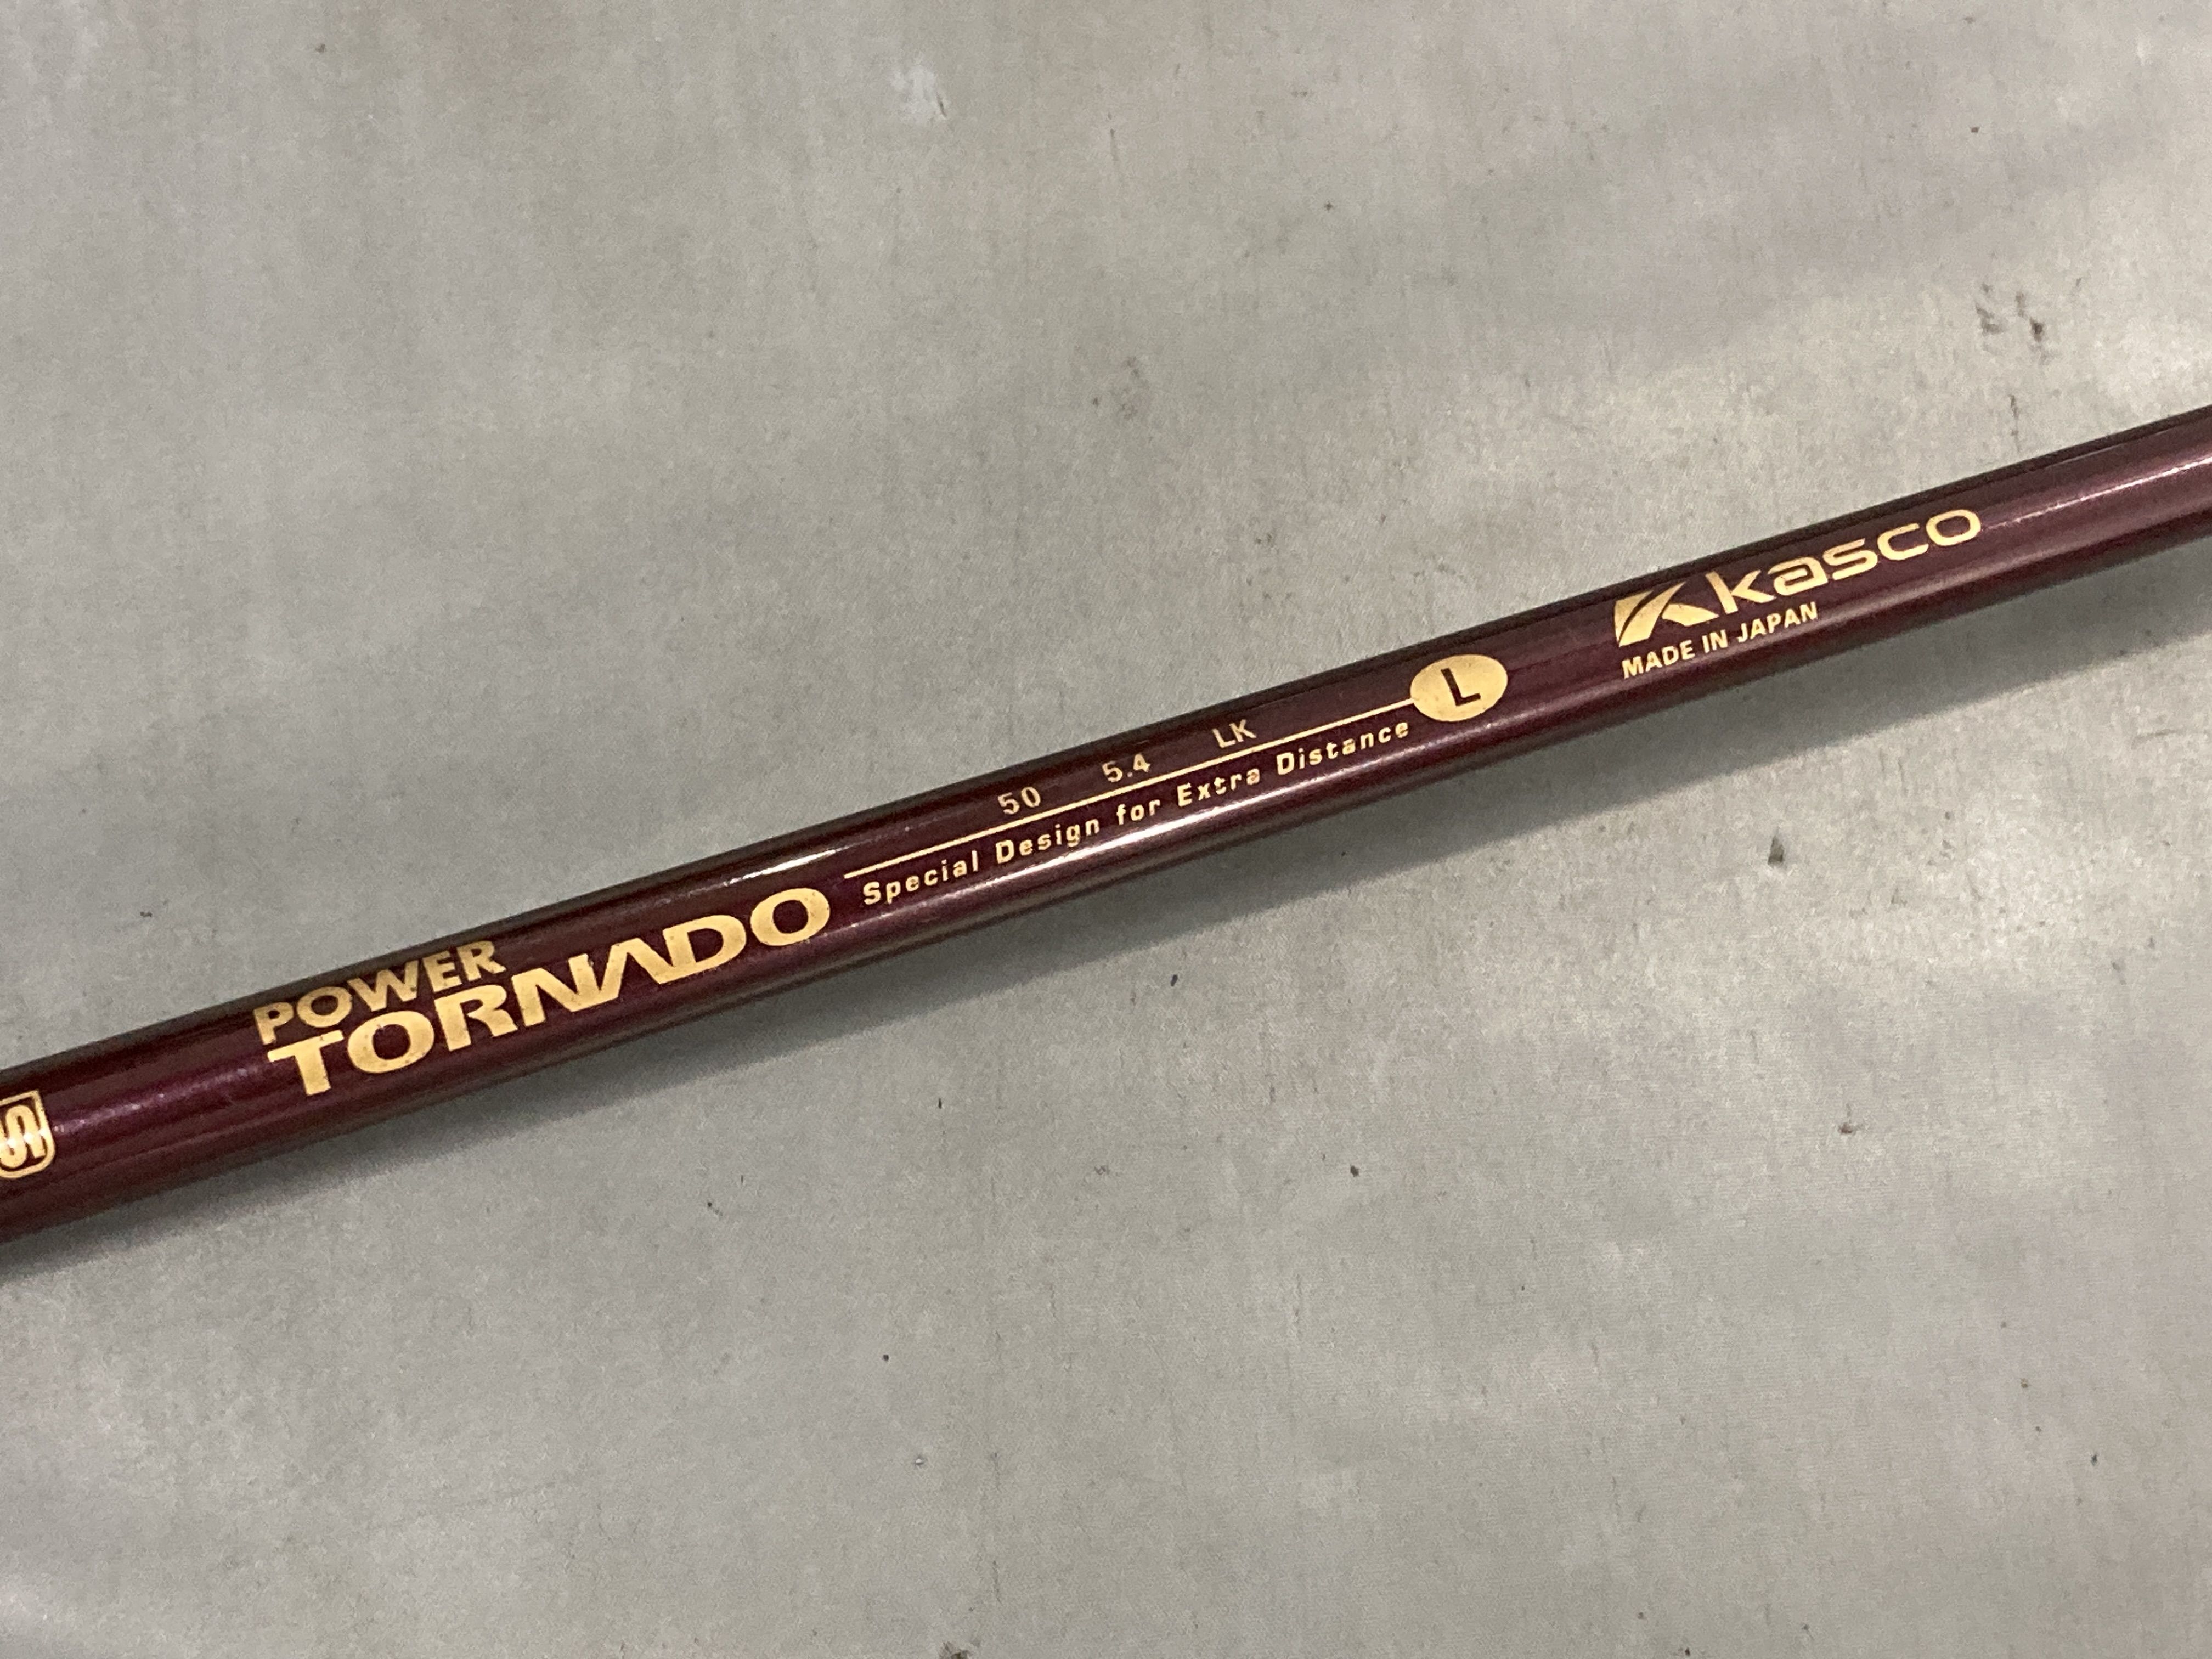 POWER
TORNADO
50 5.4 LK
Special Design for Extra Distance
L
kasco
MADE IN JAPAN